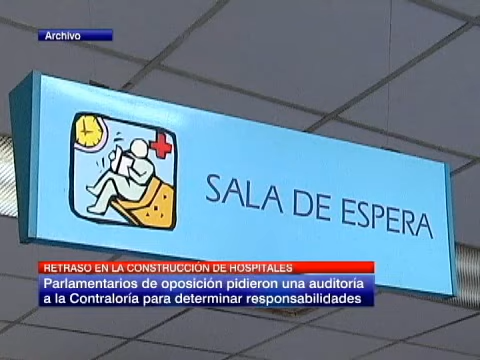 Archivo
SALA DE ESPERA
RETRASO EN LA CONSTRUCCIÓN DE HOSPITALES
Parlamentarios de oposición pidieron una auditoría
a la Contraloría para determinar responsabilidades